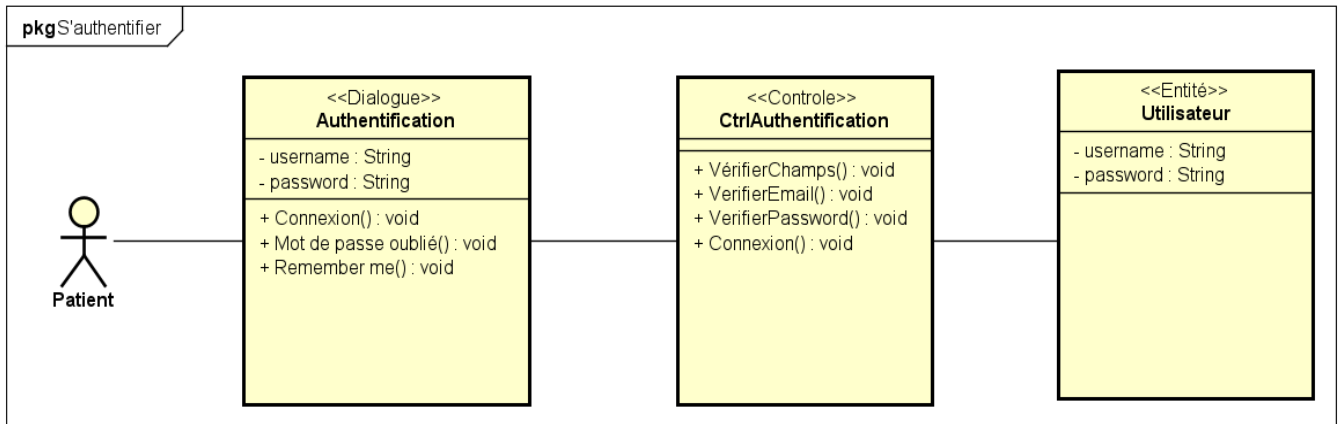 pkgS'authentifier
<<Dialogue>>
Authentification
- username : String
- password : String
+ Connexion() : void
+ Mot de passe oublié() : void
+ Remember me() : void
<<Controle>>
CtrlAuthentification
+ VérifierChamps() : void
+ VerifierEmail() : void
+ VerifierPassword() : void
+ Connexion() : void
<<Entité>>
Utilisateur
- username : String
- password : String
Patient